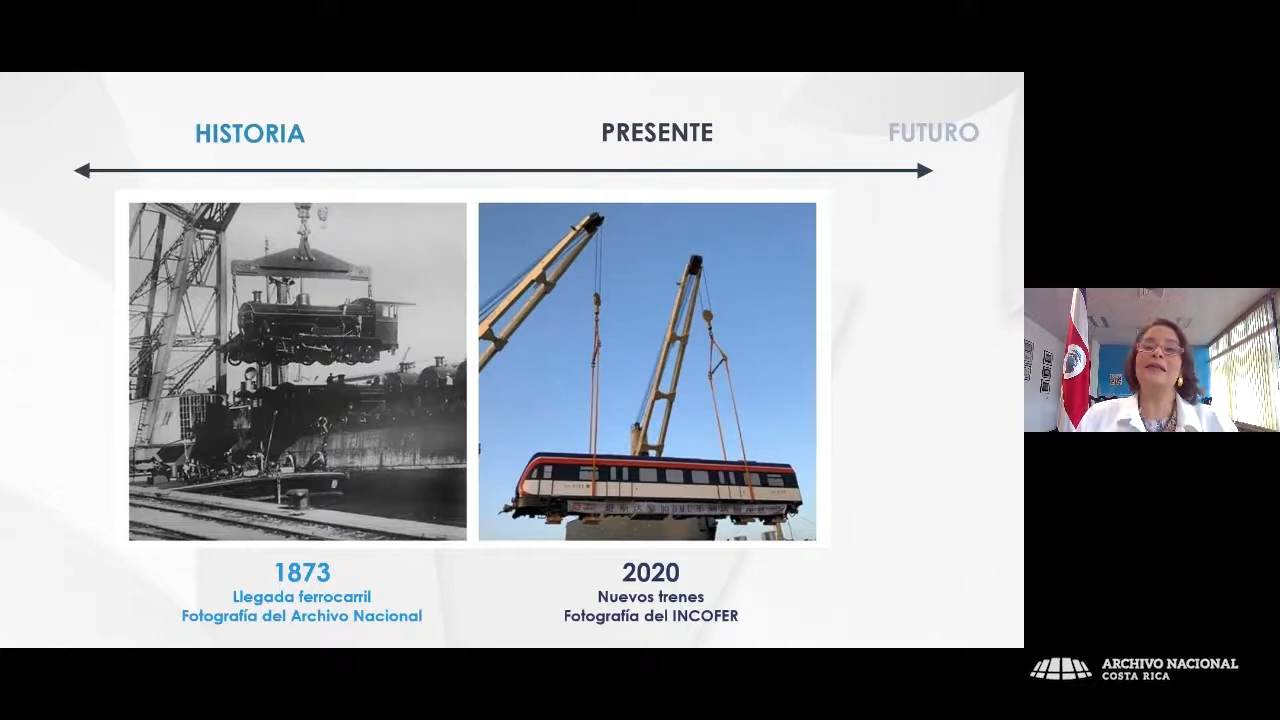 HISTORIA
PRESENTE
FUTURO
1873
Llegada ferrocarril
Fotografía del Archivo Nacional
2020
Nuevos trenes
Fotografía del INCOFER
ARCHIVO NACIONAL
COSTA RICA